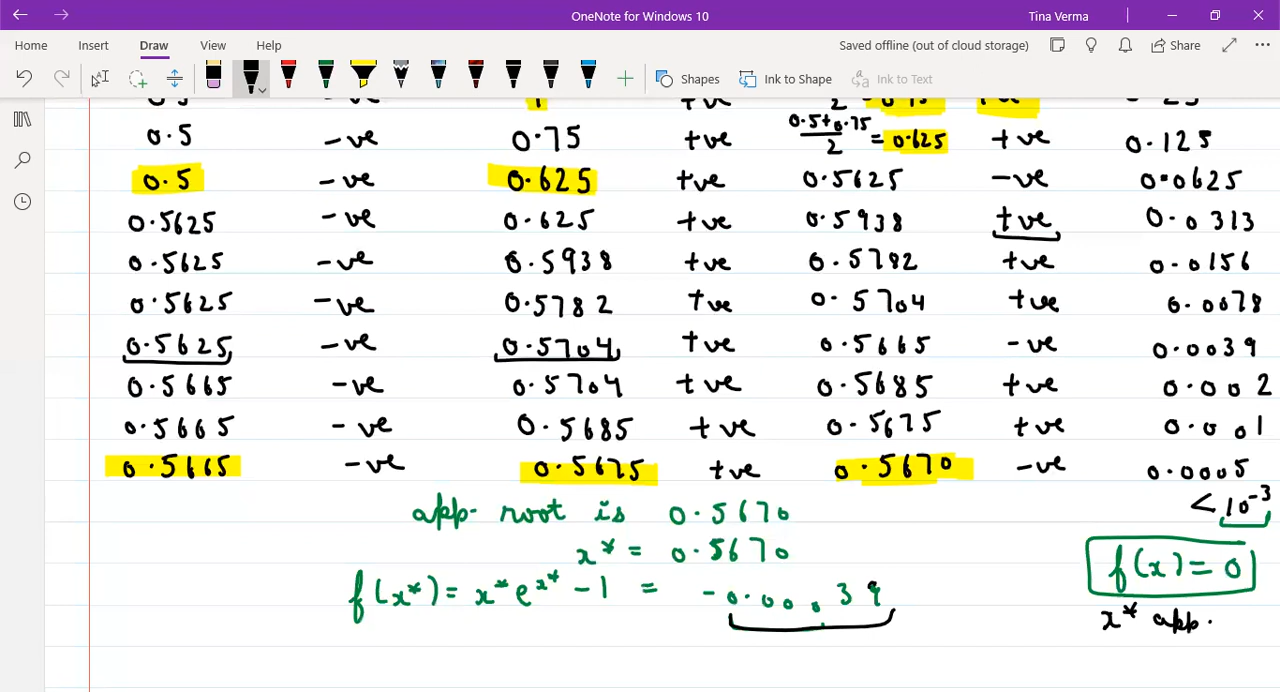 OneNote for Windows 10
Tina Verma
Home Insert Draw View Help
Saved offline (out of cloud storage)
Share
Shapes
Ink to Shape
Ink to Text
0.5 -ve 0.75 +ve 0.5+0.75/2 = 0.625 +ve 0.125
0.5 -ve 0.625 +ve 0.5625 -ve 0.0625
0.5625 -ve 0.625 +ve 0.5938 +ve 0.0313
0.5625 -ve 0.5938 +ve 0.5782 +ve 0.0156
0.5625 -ve 0.5782 +ve 0.5704 +ve 0.0078
0.5625 -ve 0.5704 +ve 0.5665 -ve 0.0039
0.5665 -ve 0.5704 +ve 0.5685 +ve 0.002
0.5665 -ve 0.5685 +ve 0.5675 +ve 0.001
0.5665 -ve 0.5675 +ve 0.5670 -ve 0.0005
< 10⁻³
app. root is 0.5670
x* = 0.5670
f(x*) = x* e^x* - 1 = -0.00039
f(x) = 0
x* app.